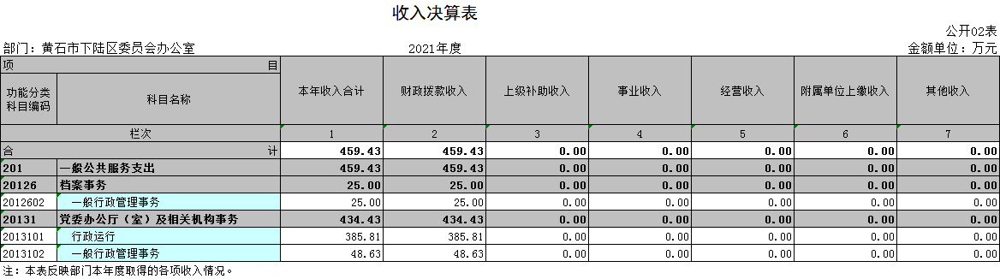 收入决算表
公开02表
部门：黄石市下陆区委员会办公室 2021年度 金额单位：万元
项 目 本年收入合计 财政拨款收入 上级补助收入 事业收入 经营收入 附属单位上缴收入 其他收入
功能分类科目编码 科目名称
栏次 1 2 3 4 5 6 7
合 计 459.43 459.43 0.00 0.00 0.00 0.00 0.00
201 一般公共服务支出 459.43 459.43 0.00 0.00 0.00 0.00 0.00
20126 档案事务 25.00 25.00 0.00 0.00 0.00 0.00 0.00
2012602 一般行政管理事务 25.00 25.00 0.00 0.00 0.00 0.00 0.00
20131 党委办公厅（室）及相关机构事务 434.43 434.43 0.00 0.00 0.00 0.00 0.00
2013101 行政运行 385.81 385.81 0.00 0.00 0.00 0.00 0.00
2013102 一般行政管理事务 48.63 48.63 0.00 0.00 0.00 0.00 0.00
注：本表反映部门本年度取得的各项收入情况。